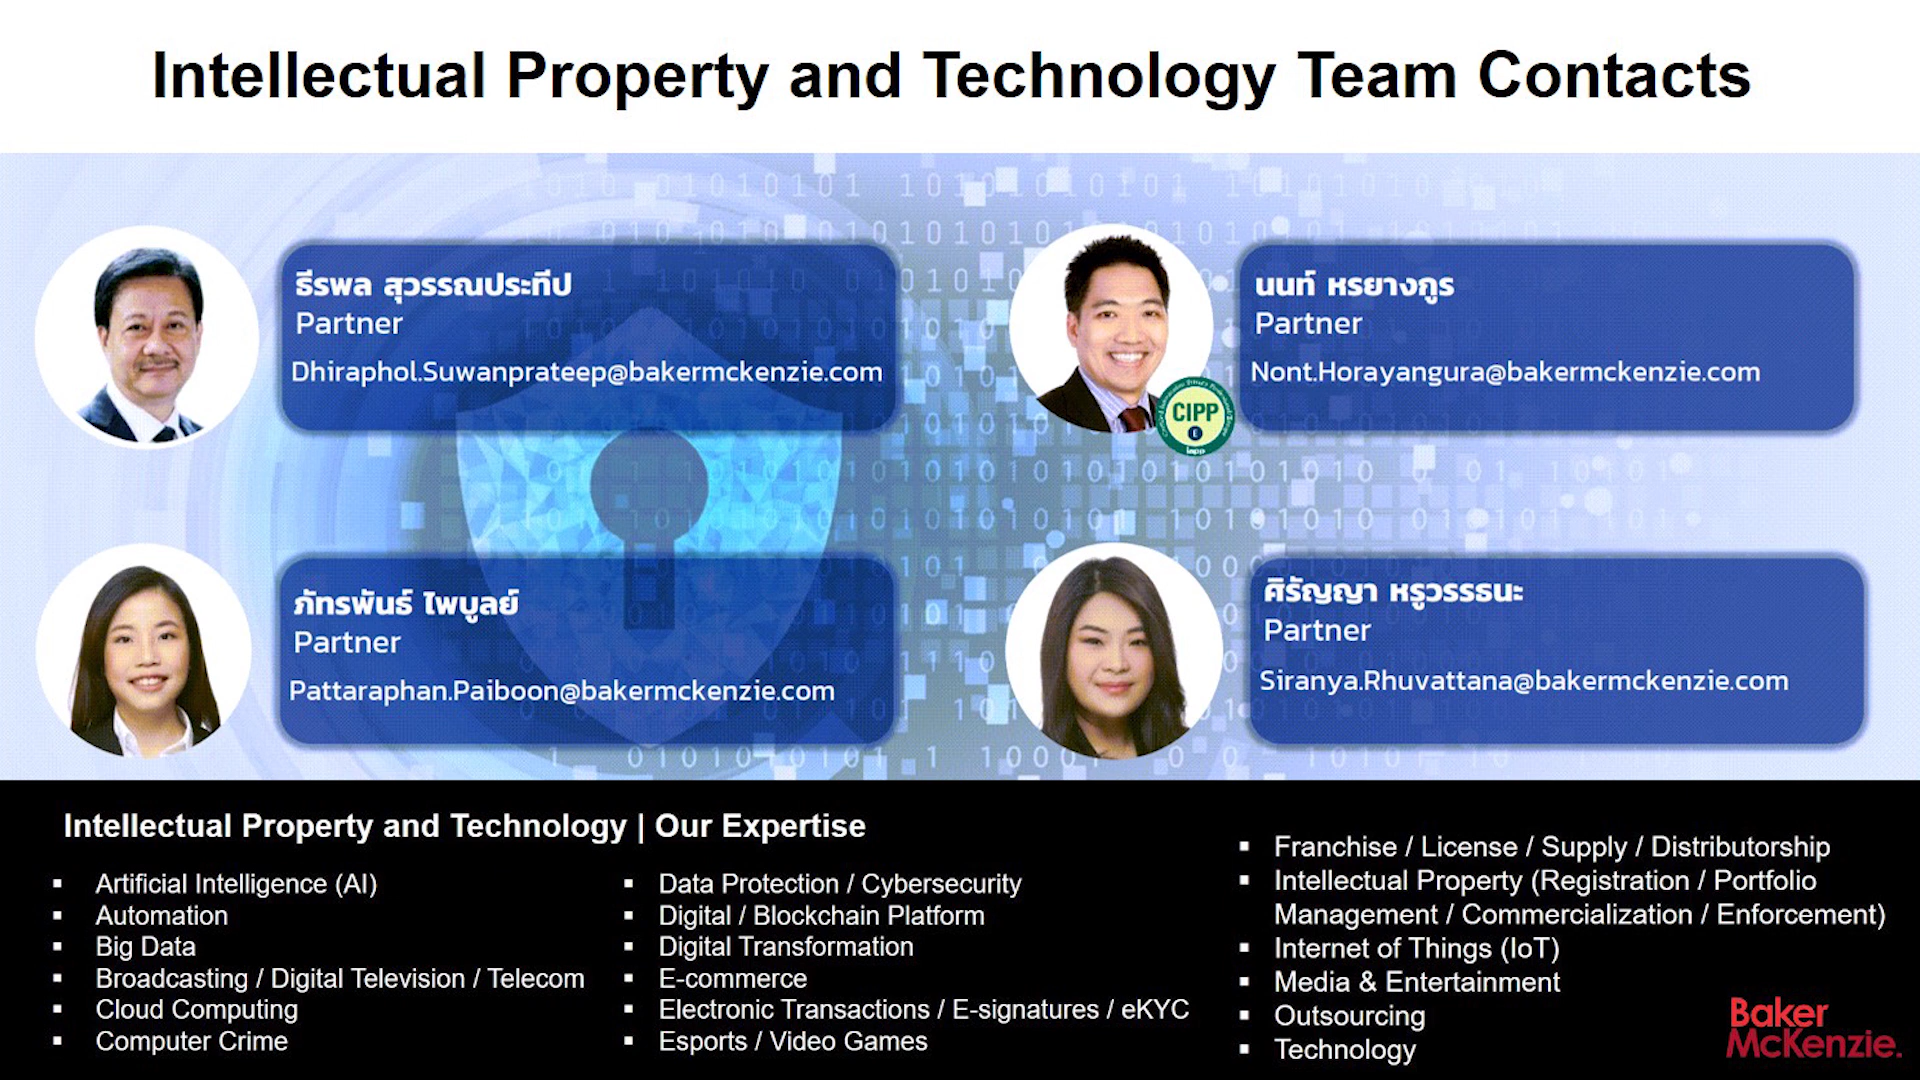 Intellectual Property and Technology Team Contacts
ธีรพล สุวรรณประทีป
Partner
Dhiraphol.Suwanprateep@bakermckenzie.com
นนท์ หรยางกูร
Partner
Nont.Horayangura@bakermckenzie.com
CIPP
E
iapp
ภัทรพันธ์ ไพบูลย์
Partner
Pattaraphan.Paiboon@bakermckenzie.com
ศิรัญญา หรูวรรธนะ
Partner
Siranya.Rhuvattana@bakermckenzie.com
Intellectual Property and Technology | Our Expertise
▪ Artificial Intelligence (AI)
▪ Automation
▪ Big Data
▪ Broadcasting / Digital Television / Telecom
▪ Cloud Computing
▪ Computer Crime
▪ Data Protection / Cybersecurity
▪ Digital / Blockchain Platform
▪ Digital Transformation
▪ E-commerce
▪ Electronic Transactions / E-signatures / eKYC
▪ Esports / Video Games
▪ Franchise / License / Supply / Distributorship
▪ Intellectual Property (Registration / Portfolio
Management / Commercialization / Enforcement)
▪ Internet of Things (IoT)
▪ Media & Entertainment
▪ Outsourcing
▪ Technology
Baker
McKenzie.